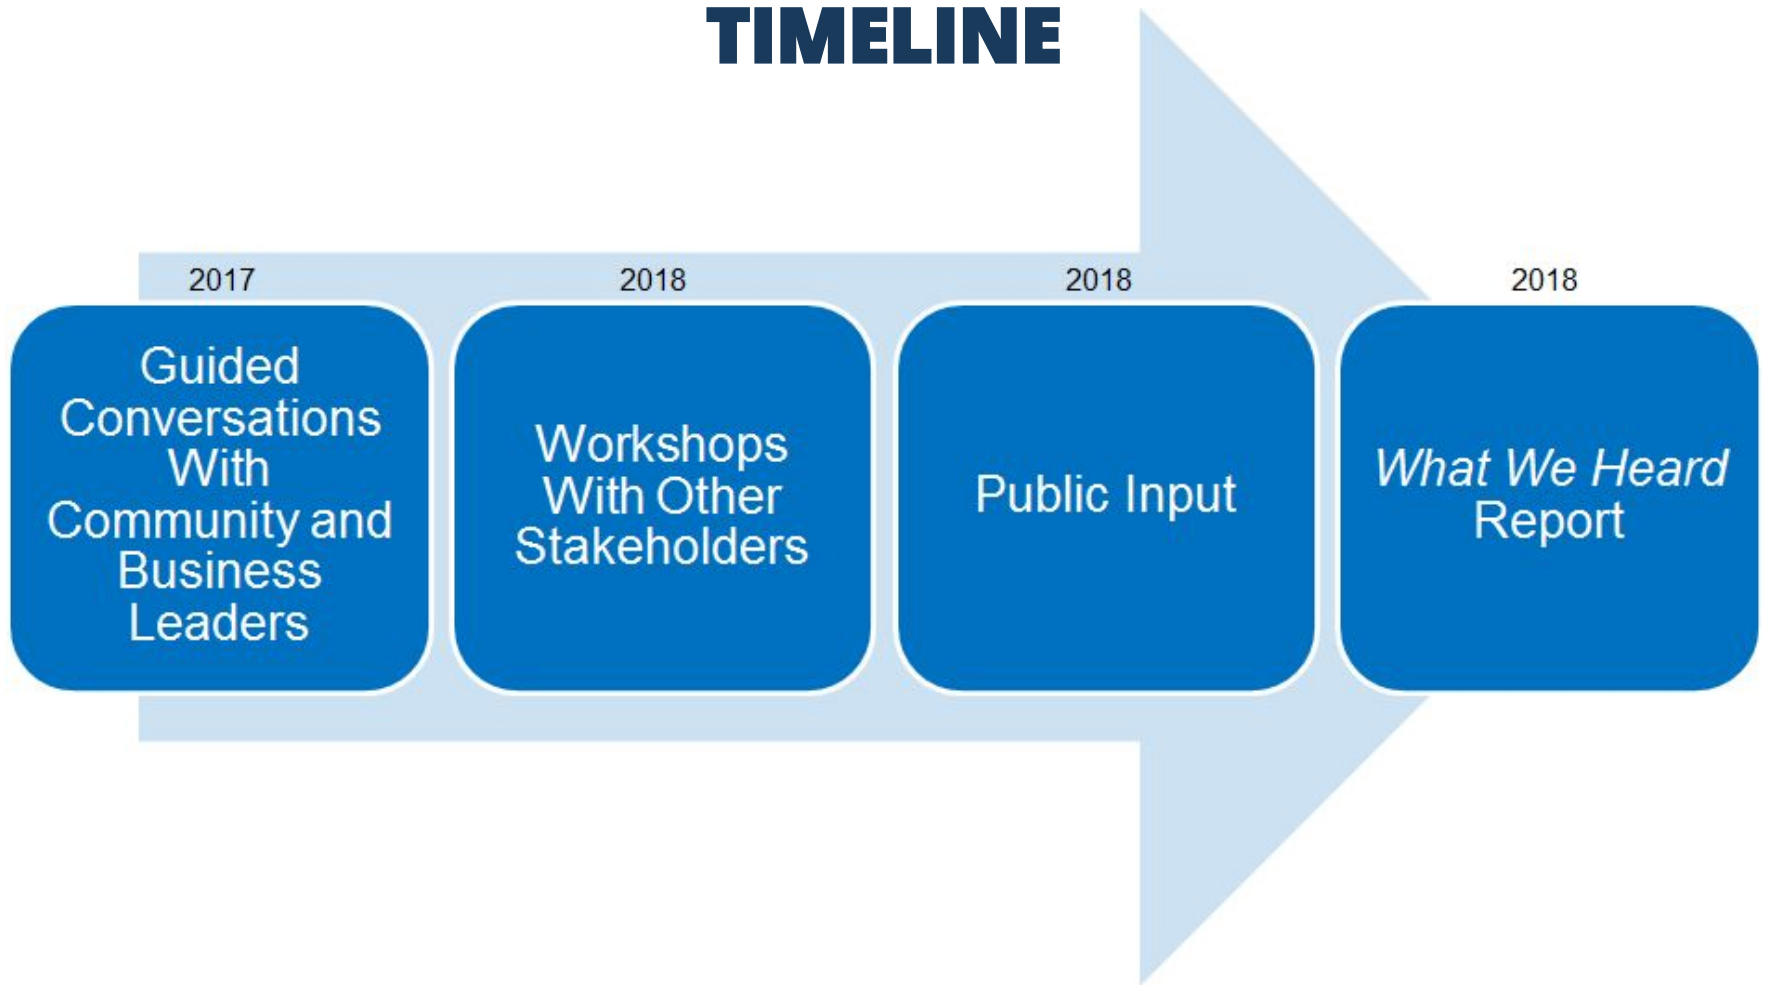 TIMELINE
2017
Guided
Conversations
With
Community and
Business
Leaders
2018
Workshops
With Other
Stakeholders
2018
Public Input
2018
What We Heard
Report